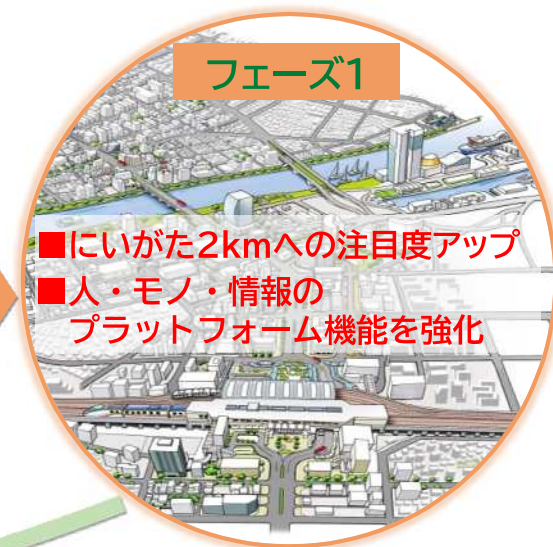 フェーズ1
■にいがた2kmへの注目度アップ
■人・モノ・情報の
プラットフォーム機能を強化